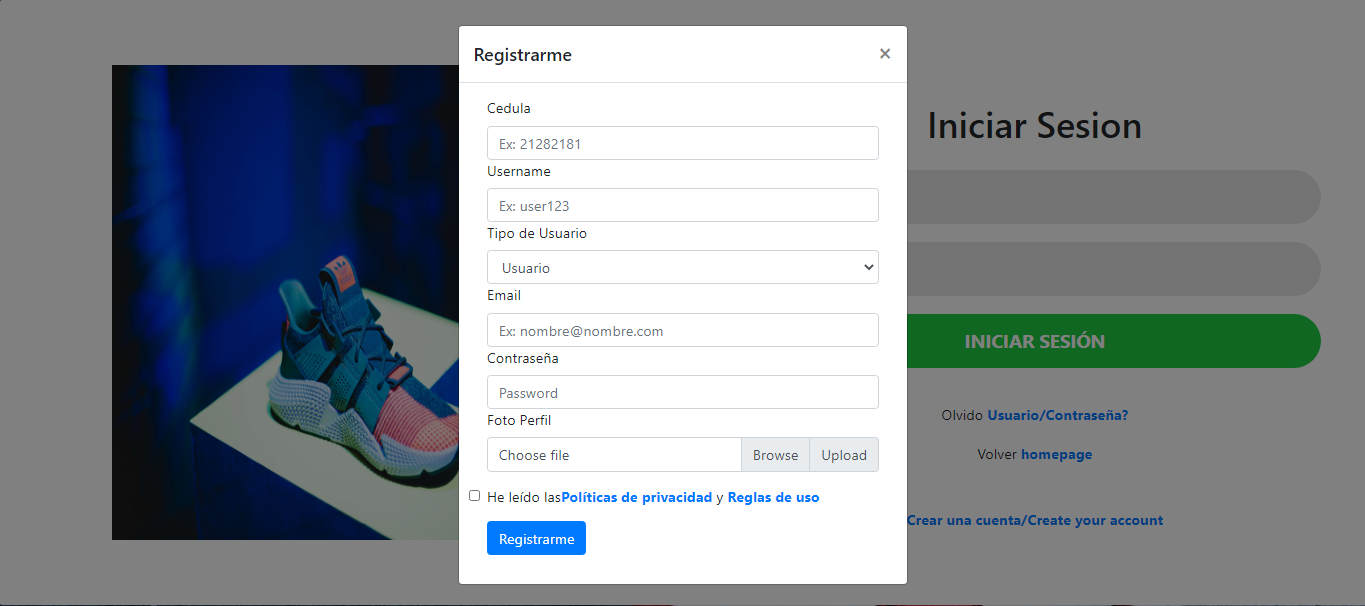 Registrarme ×
Cedula
Ex: 21282181
Username
Ex: user123
Tipo de Usuario
Usuario
Email
Ex: nombre@nombre.com
Contraseña
Password
Foto Perfil
Choose file Browse Upload
He leído lasPolíticas de privacidad y Reglas de uso
Registrarme
Iniciar Sesion
INICIAR SESIÓN
Olvido Usuario/Contraseña?
Volver homepage
Crear una cuenta/Create your account